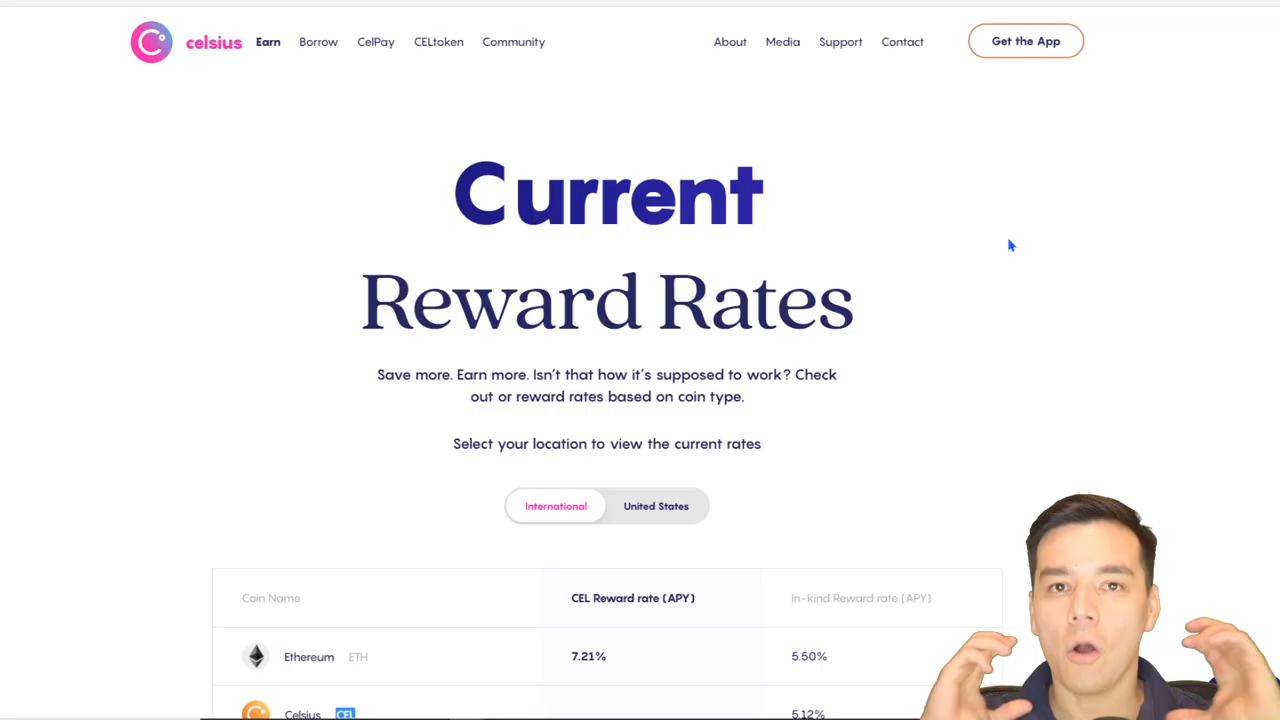 celsius Earn Borrow CelPay CELtoken Community About Media Support Contact Get the App
Current
Reward Rates
Save more. Earn more. Isn't that how it's supposed to work? Check
out or reward rates based on coin type.
Select your location to view the current rates
International United States
Coin Name CEL Reward rate (APY) In-kind Reward rate (APY)
Ethereum ETH 7.21% 5.50%
Celsius CEL 5.12%